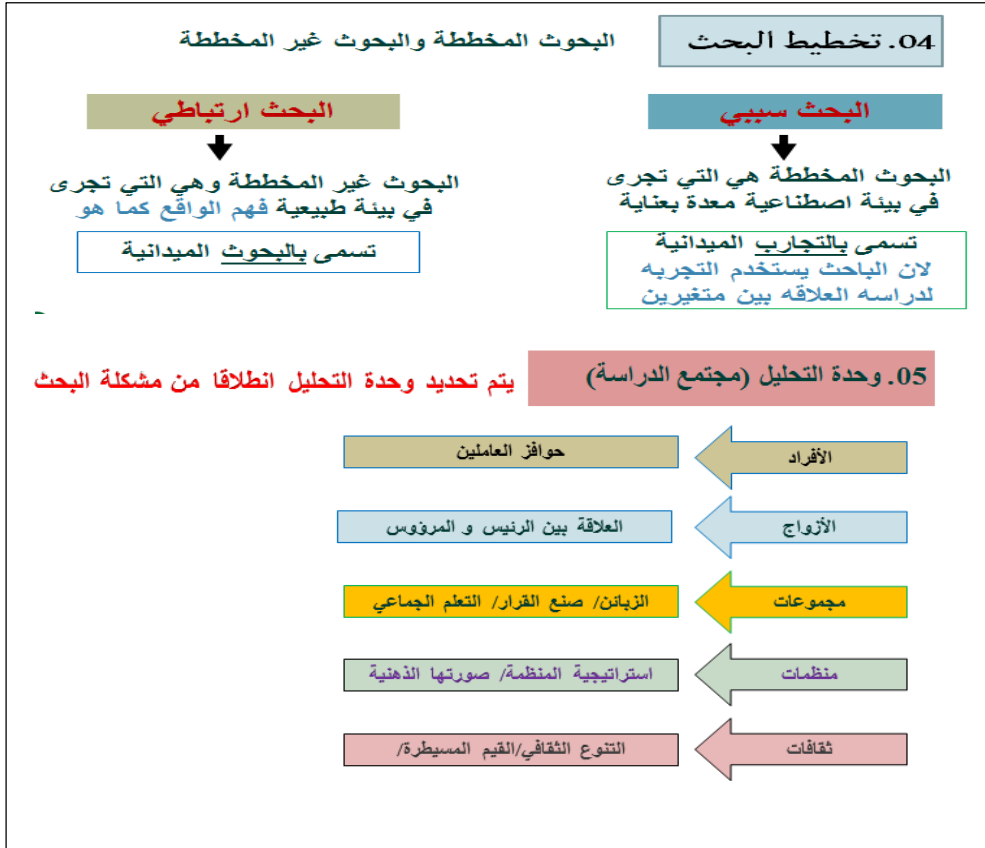 04. تخطيط البحث
البحوث المخططة والبحوث غير المخططة
البحث سببي
البحوث المخططة هي التي تجرى
في بيئة اصطناعية معدة بعناية
تسمى بالتجارب الميدانية
لان الباحث يستخدم التجربه
لدراسه العلاقه بين متغيرين
البحث ارتباطي
البحوث غير المخططة وهي التي تجرى
في بيئة طبيعية فهم الواقع كما هو
تسمى بالبحوث الميدانية
05. وحدة التحليل (مجتمع الدراسة)
يتم تحديد وحدة التحليل انطلاقا من مشكلة البحث
الأفراد
حوافز العاملين
الأزواج
العلاقة بين الرئيس و المرؤوس
مجموعات
الزبائن/ صنع القرار/ التعلم الجماعي
منظمات
استراتيجية المنظمة/ صورتها الذهنية
ثقافات
التنوع الثقافي/القيم المسيطرة/